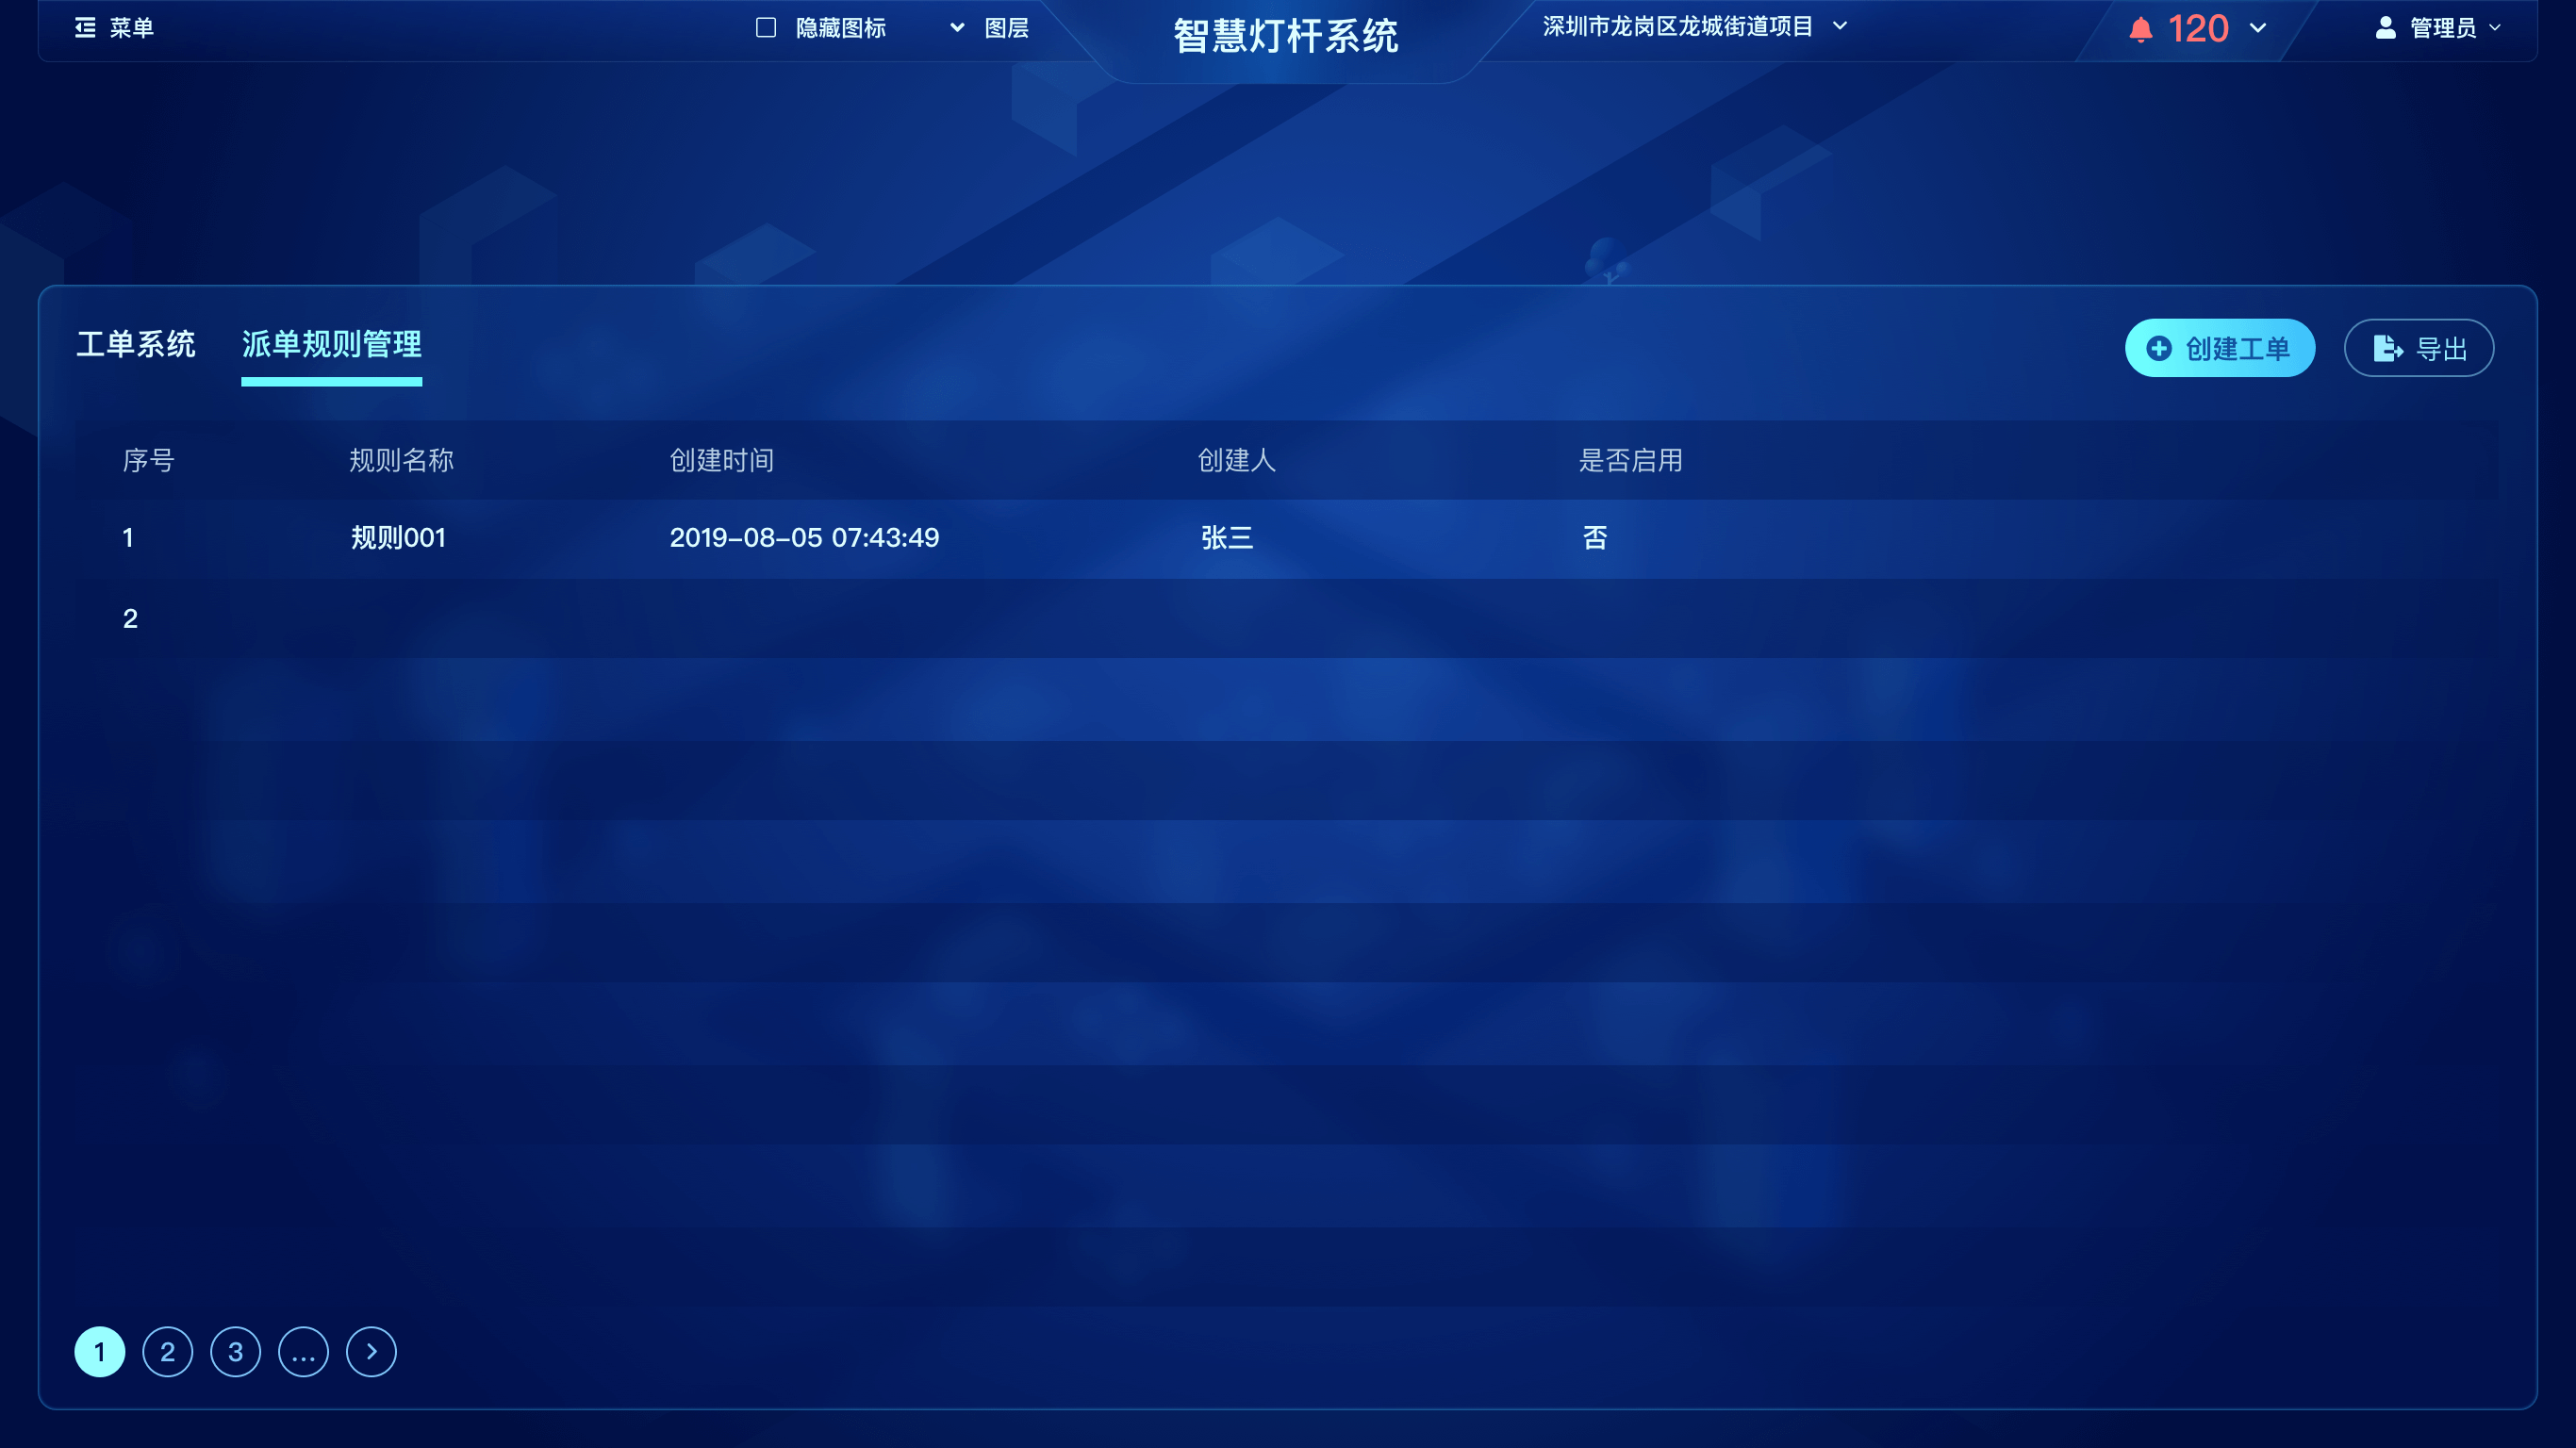 菜单
隐藏图标
图层
智慧灯杆系统
深圳市龙岗区龙城街道项目
120
管理员
工单系统
派单规则管理
创建工单
导出
序号 规则名称 创建时间 创建人 是否启用
1 规则001 2019-08-05 07:43:49 张三 否
2
1 2 3 ...